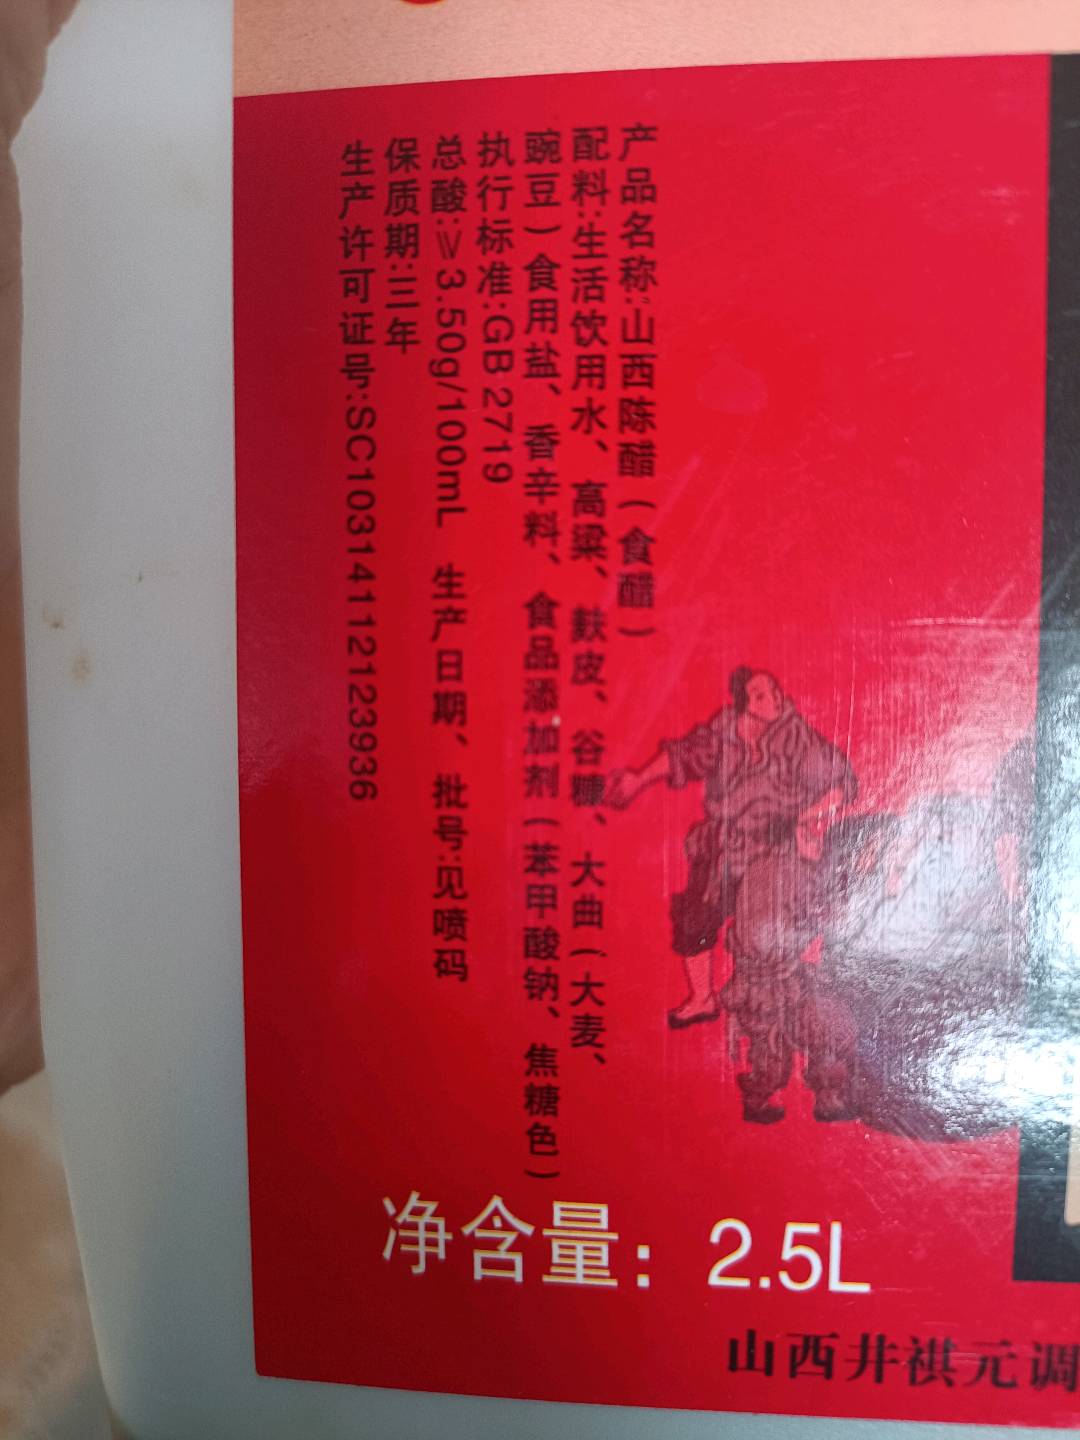 产品名称:山西陈醋(食醋)
配料:生活饮用水、高粱、麸皮、谷糠、大曲(大麦、
豌豆)食用盐、香辛料、食品添加剂(苯甲酸钠、焦糖色)
执行标准:GB 2719
总酸:≥3.50g/100mL 生产日期、批号:见喷码
保质期:三年
生产许可证号:SC10314112123936
净含量：2.5L
山西井祺元调